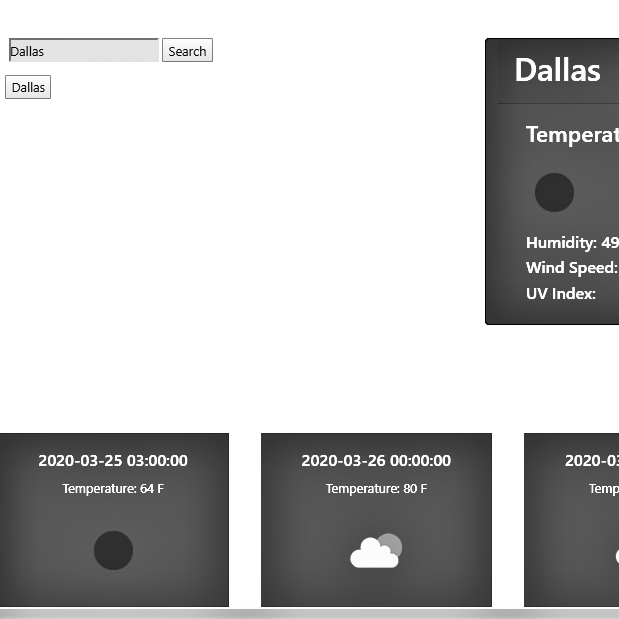 Dallas
Search
Dallas
Dallas
Temperat
Humidity: 49
Wind Speed:
UV Index:
2020-03-25 03:00:00
Temperature: 64 F
2020-03-26 00:00:00
Temperature: 80 F
2020-03
Temp